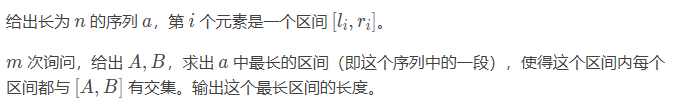 给出长为 n 的序列 a，第 i 个元素是一个区间 [l_i, r_i]。
m 次询问，给出 A, B，求出 a 中最长的区间（即这个序列中的一段），使得这个区间内每个
区间都与 [A, B] 有交集。输出这个最长区间的长度。